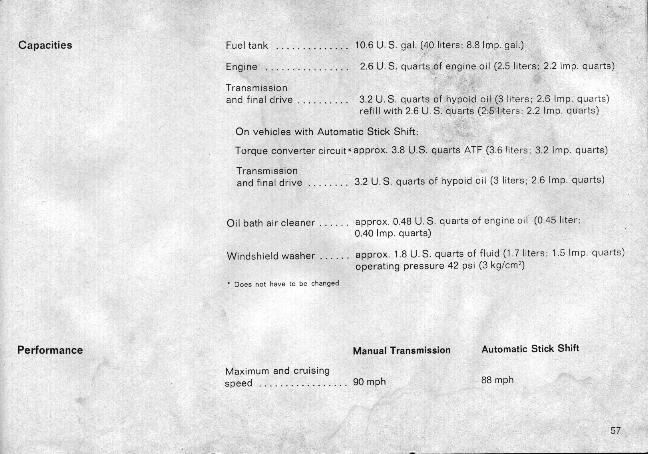 Capacities
Fuel tank .............. 10.6 U.S. gal. (40 liters; 8.8 Imp. gal.)
Engine ................ 2.6 U.S. quarts of engine oil (2.5 liters; 2.2 imp. quarts)
Transmission
and final drive .......... 3.2 U.S. quarts of hypoid oil (3 liters; 2.6 Imp. quarts)
refill with 2.6 U.S. quarts (2.5 liters; 2.2 Imp. quarts)
On vehicles with Automatic Stick Shift:
Torque converter circuit* approx. 3.8 U.S. quarts ATF (3.6 liters; 3.2 Imp. quarts)
Transmission
and final drive ........ 3.2 U.S. quarts of hypoid oil (3 liters; 2.6 Imp. quarts)
Oil bath air cleaner ...... approx. 0.48 U.S. quarts of engine oil (0.45 liter;
0.40 Imp. quarts)
Windshield washer ...... approx. 1.8 U.S. quarts of fluid (1.7 liters; 1.5 Imp. quarts)
operating pressure 42 psi (3 kg/cm²)
* Does not have to be changed
Performance
Manual Transmission Automatic Stick Shift
Maximum and cruising
speed ................. 90 mph 88 mph
57